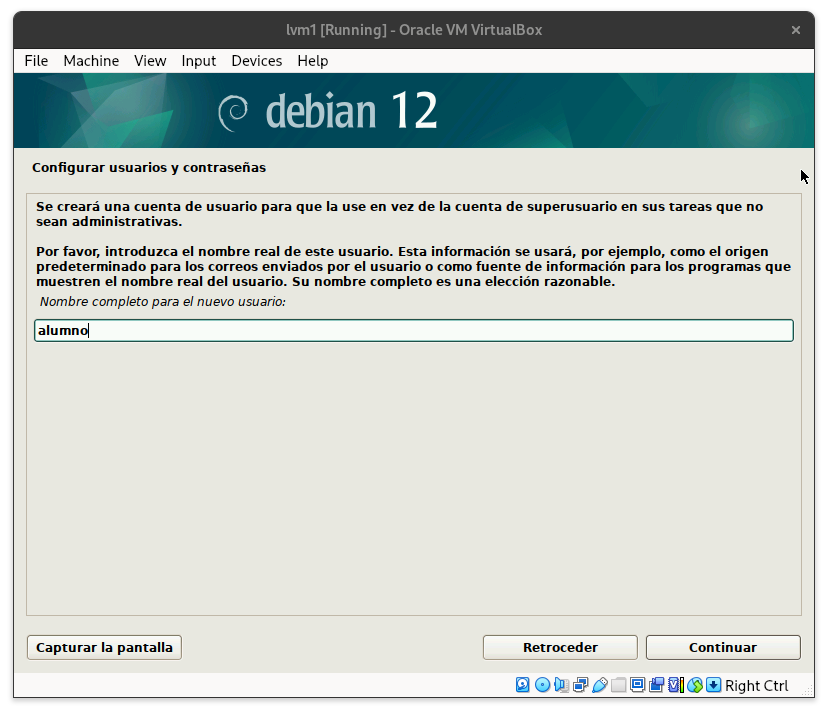 lvm1 [Running] - Oracle VM VirtualBox
File Machine View Input Devices Help
debian 12
Configurar usuarios y contraseñas
Se creará una cuenta de usuario para que la use en vez de la cuenta de superusuario en sus tareas que no
sean administrativas.
Por favor, introduzca el nombre real de este usuario. Esta información se usará, por ejemplo, como el origen
predeterminado para los correos enviados por el usuario o como fuente de información para los programas que
muestren el nombre real del usuario. Su nombre completo es una elección razonable.
Nombre completo para el nuevo usuario:
alumno
Capturar la pantalla Retroceder Continuar
Right Ctrl